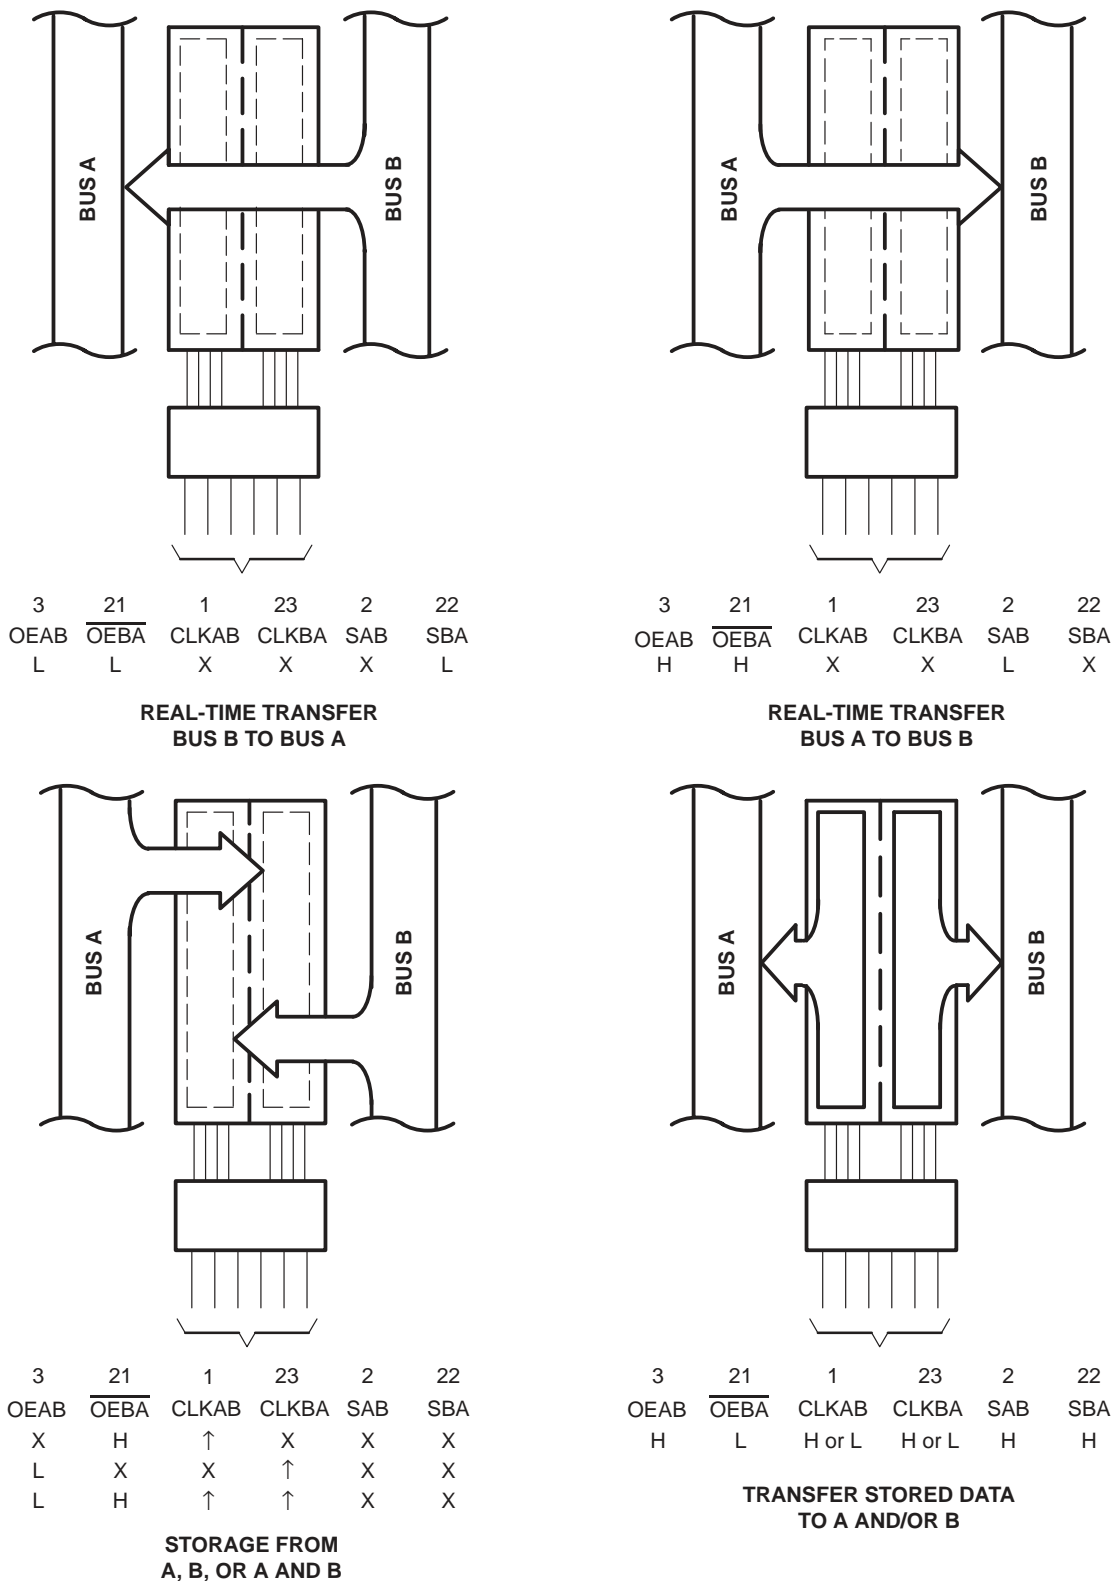 BUS A
BUS B
3 21 1 23 2 22
OEAB OEBA CLKAB CLKBA SAB SBA
L L X X X L
REAL-TIME TRANSFER
BUS B TO BUS A
BUS A
BUS B
3 21 1 23 2 22
OEAB OEBA CLKAB CLKBA SAB SBA
H H X X L X
REAL-TIME TRANSFER
BUS A TO BUS B
BUS A
BUS B
3 21 1 23 2 22
OEAB OEBA CLKAB CLKBA SAB SBA
X H ↑ X X X
L X X ↑ X X
L H ↑ ↑ X X
STORAGE FROM
A, B, OR A AND B
BUS A
BUS B
3 21 1 23 2 22
OEAB OEBA CLKAB CLKBA SAB SBA
H L H or L H or L H H
TRANSFER STORED DATA
TO A AND/OR B